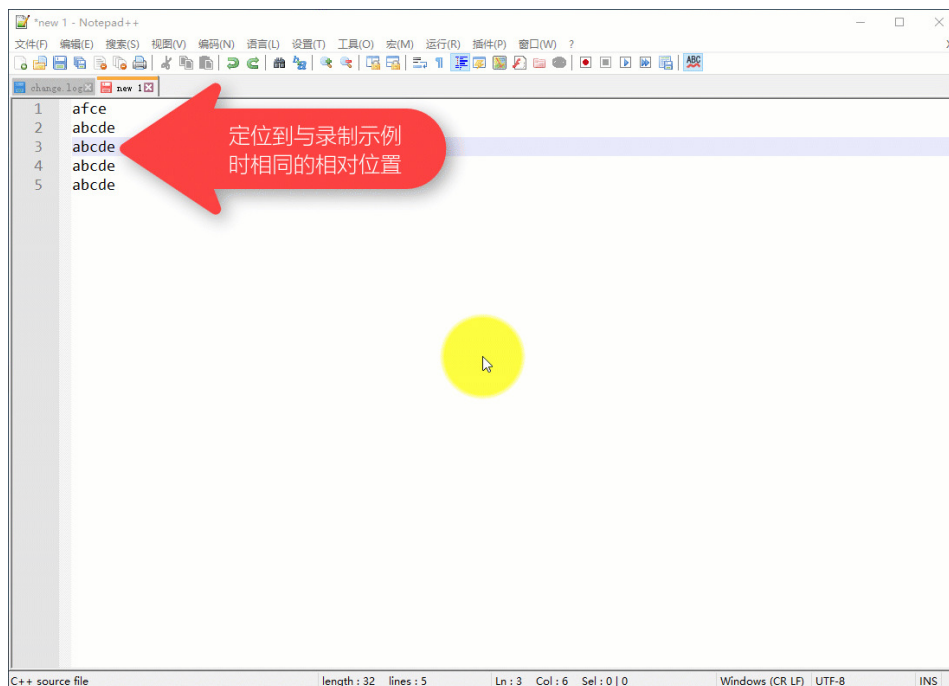 *new 1 - Notepad++
文件(F) 编辑(E) 搜索(S) 视图(V) 编码(N) 语言(L) 设置(T) 工具(O) 宏(M) 运行(R) 插件(P) 窗口(W) ?
ABC
change.log new 1
1 afce
2 abcde
3 abcde
4 abcde
5 abcde
定位到与录制示例
时相同的相对位置
C++ source file length : 32 lines : 5 Ln : 3 Col : 6 Sel : 0 | 0 Windows (CR LF) UTF-8 INS